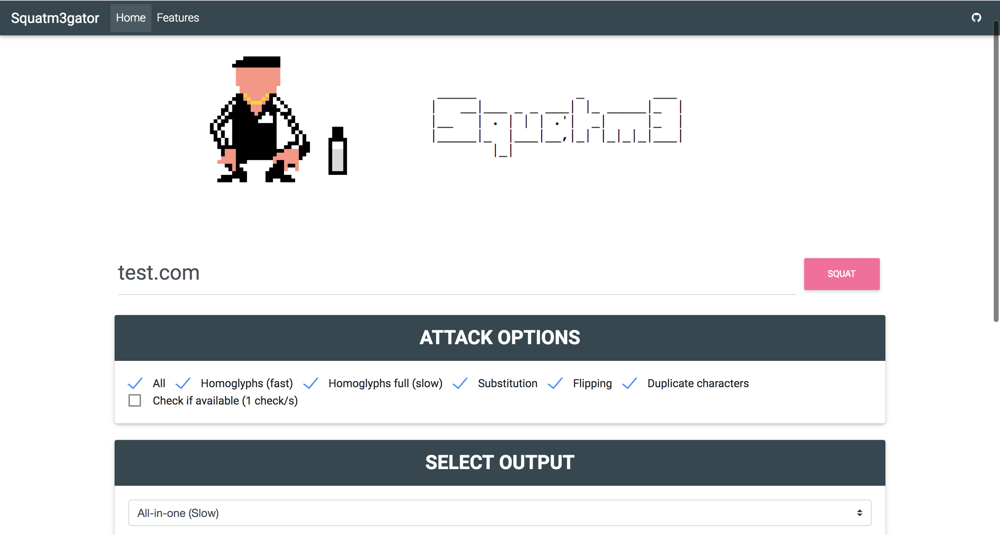 Squatm3gator Home Features
Squatm3
test.com
SQUAT
ATTACK OPTIONS
All Homoglyphs (fast) Homoglyphs full (slow) Substitution Flipping Duplicate characters
Check if available (1 check/s)
SELECT OUTPUT
All-in-one (Slow)